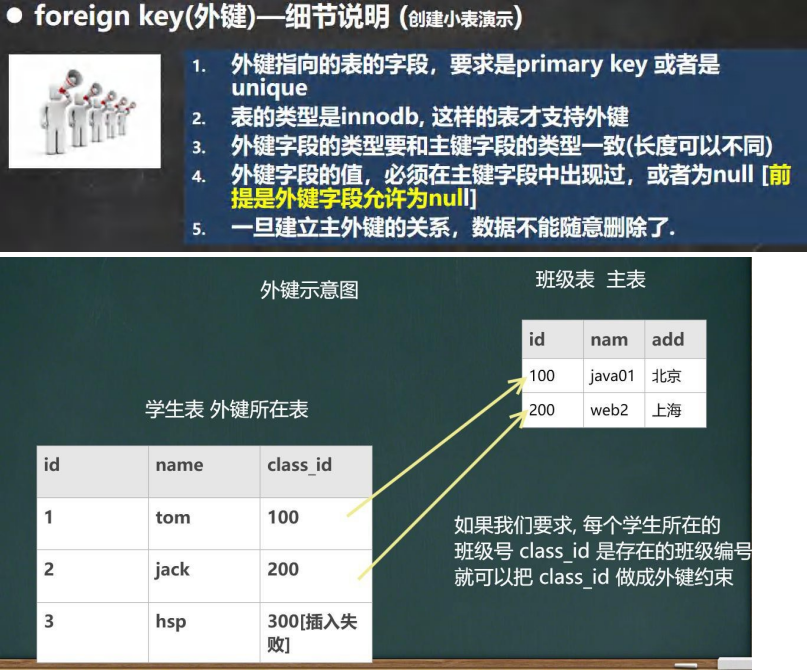 ● foreign key(外键)—细节说明 (创建小表演示)
1. 外键指向的表的字段，要求是primary key 或者是
unique
2. 表的类型是innodb, 这样的表才支持外键
3. 外键字段的类型要和主键字段的类型一致(长度可以不同)
4. 外键字段的值，必须在主键字段中出现过，或者为null [前
提是外键字段允许为null]
5. 一旦建立主外键的关系，数据不能随意删除了.
外键示意图
班级表 主表
id nam add
100 java01 北京
200 web2 上海
学生表 外键所在表
id name class_id
1 tom 100
2 jack 200
3 hsp 300[插入失
败]
如果我们要求, 每个学生所在的
班级号 class_id 是存在的班级编号
就可以把 class_id 做成外键约束